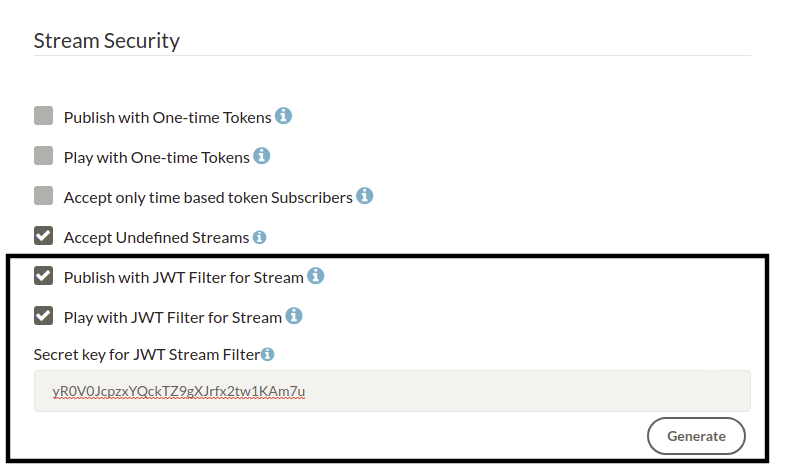 Stream Security
Publish with One-time Tokens
Play with One-time Tokens
Accept only time based token Subscribers
Accept Undefined Streams
Publish with JWT Filter for Stream
Play with JWT Filter for Stream
Secret key for JWT Stream Filter
yR0V0JcpzxYQckTZ9gXJrfx2tw1KAm7u
Generate